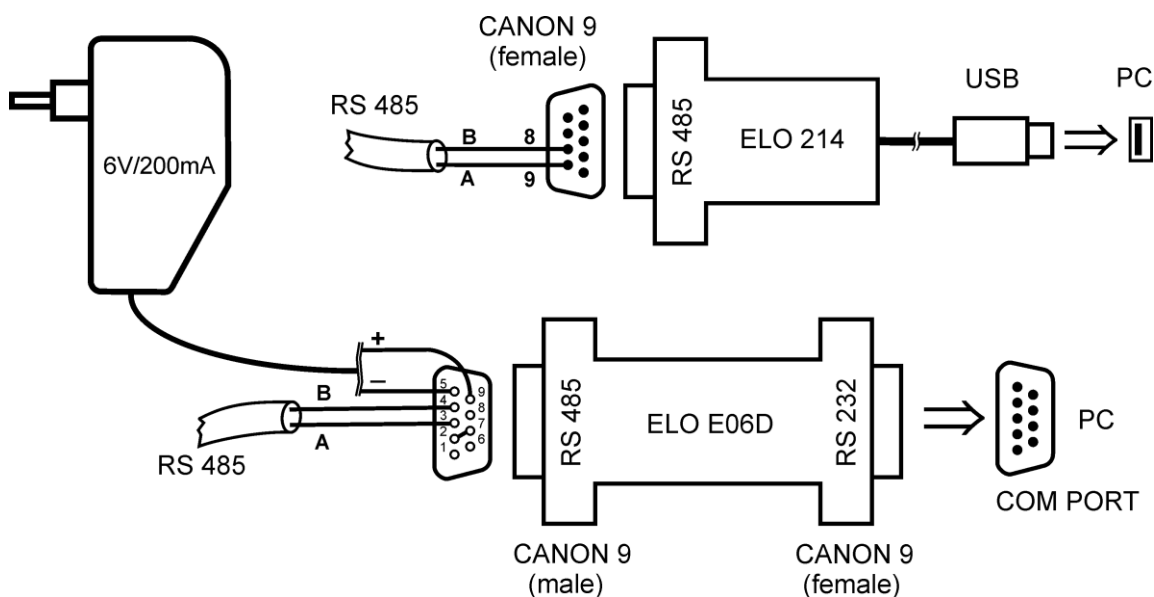 CANON 9
(female)
RS 485
B
8
A
9
RS 485
ELO 214
USB
PC
6V/200mA
+
–
B
A
RS 485
5
4
3
2
1
9
8
7
6
RS 485
ELO E06D
RS 232
PC
COM PORT
CANON 9
(male)
CANON 9
(female)